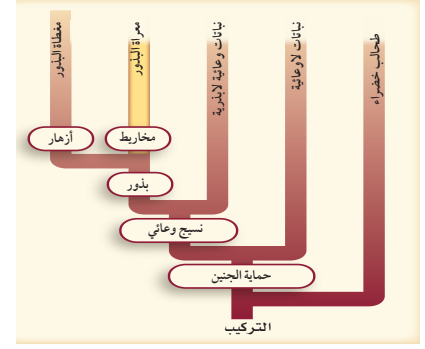 طحالب خضراء
نباتات لاوعائية
نباتات وعائية لابذرية
معراة البذور
مغطاة البذور
مخاريط
أزهار
بذور
نسيج وعائي
حماية الجنين
التركيب